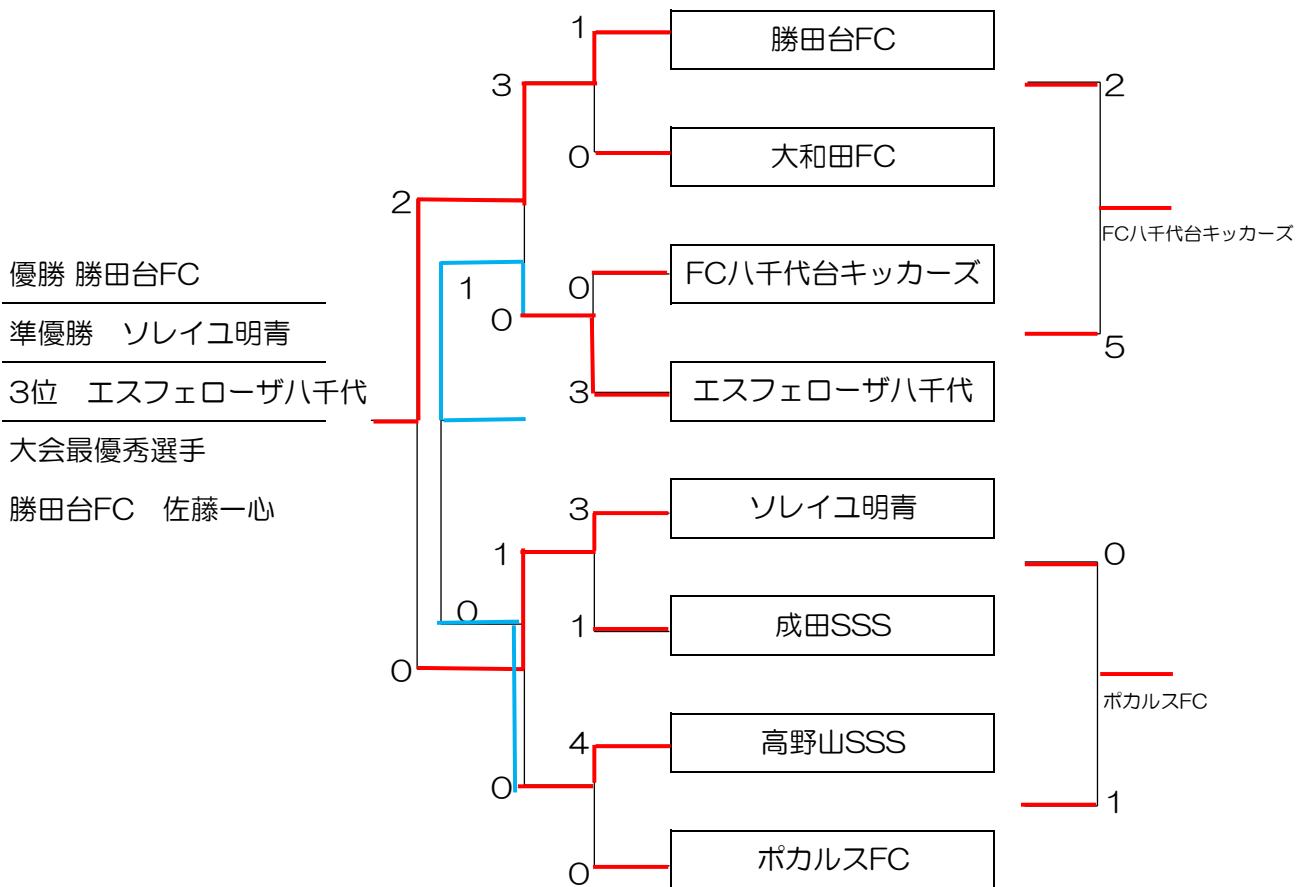 1
勝田台FC
3
2
0
大和田FC
2
FC八千代台キッカーズ
優勝 勝田台FC
1
0
FC八千代台キッカーズ
0
準優勝　ソレイユ明青
5
3位　エスフェローザ八千代
3
エスフェローザ八千代
大会最優秀選手
勝田台FC　佐藤一心
3
ソレイユ明青
1
0
0
1
成田SSS
0
ポカルスFC
4
高野山SSS
0
1
0
ポカルスFC